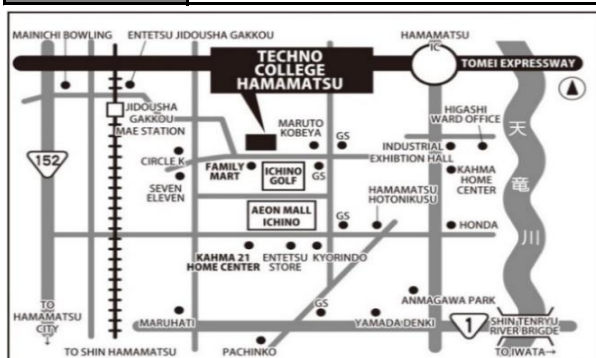 MAINICHI BOWLING
ENTETSU JIDOUSHA GAKKOU
HAMAMATSU
IC
TECHNO
COLLEGE
HAMAMATSU
TOMEI EXPRESSWAY
JIDOUSHA
GAKKOU
MAE STATION
MARUTO
KOBEYA
GS
HIGASHI
WARD OFFICE
天
竜
川
152
CIRCLE K
FAMILY
MART
ICHINO
GOLF
GS
INDUSTRIAL
EXHIBTION HALL
KAHMA
HOME
CENTER
SEVEN
ELEVEN
AEON MALL
ICHINO
GS
HAMAMATSU
HOTONIKUSU
HONDA
KAHMA 21
HOME CENTER
ENTETSU
STORE
KYORINDO
ANMAGAWA PARK
TO
HAMAMATSU
CITY
↓
MARUHATI
GS
YAMADA DENKI
1
SHIN TENRYU
RIVER BRIGDE
TO SHIN HAMAMATSU
PACHINKO
TO IWATA→